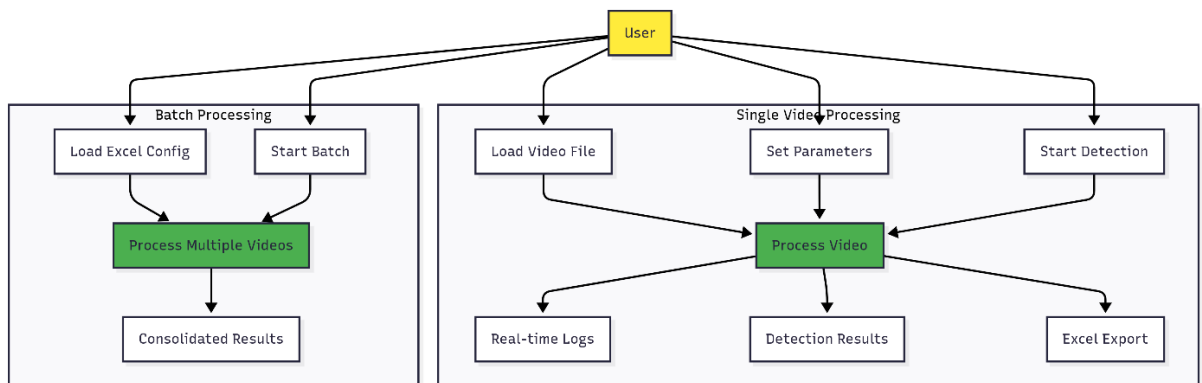 User
Batch Processing
Load Excel Config
Start Batch
Process Multiple Videos
Consolidated Results
Single Video Processing
Load Video File
Set Parameters
Start Detection
Process Video
Real-time Logs
Detection Results
Excel Export